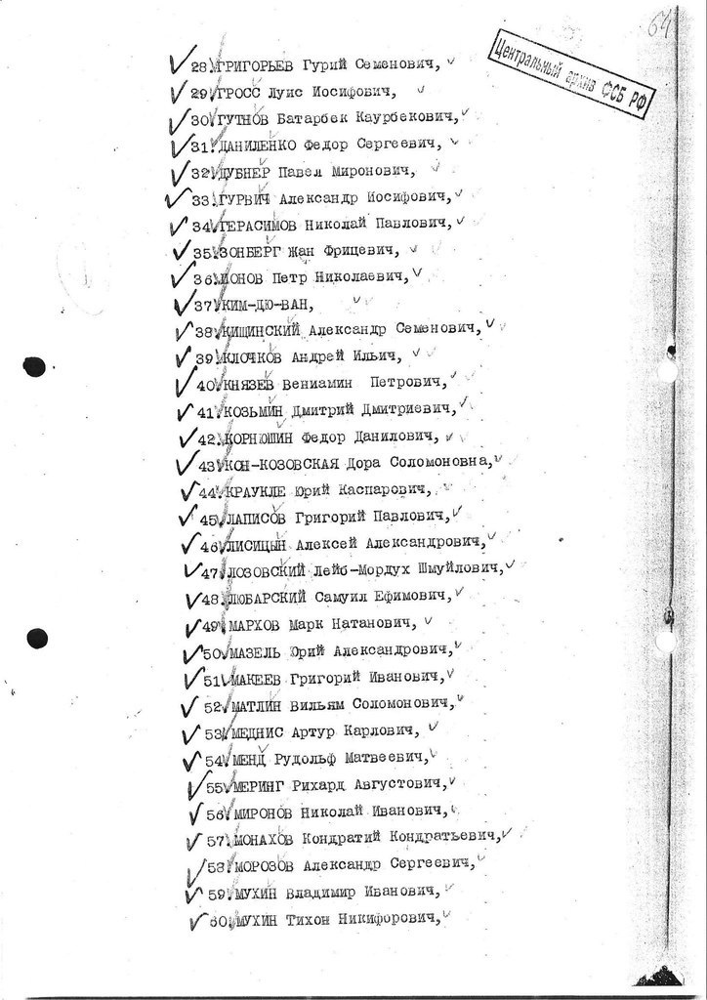 64
Центральный архив ФСБ РФ
28. ГРИГОРЬЕВ Гурий Семенович,
29. ГРОСС Луис Иосифович,
30. ГУТНОВ Батарбек Каурбекович,
31. ДАНИЛЕНКО Федор Сергеевич,
32. ДУБНЕР Павел Миронович,
33. ГУРВИЧ Александр Иосифович,
34. ГЕРАСИМОВ Николай Павлович,
35. ЗОНБЕРГ Жан Фрицевич,
36. ИОНОВ Петр Николаевич,
37. КИМ-ДЮ-ВАН,
38. КИШИНСКИЙ Александр Семенович,
39. КЛОЧКОВ Андрей Ильич,
40. КНЯЗЕВ Вениамин Петрович,
41. КОЗЬМИН Дмитрий Дмитриевич,
42. КОРНЮШИН Федор Данилович,
43. КОН-КОЗОВСКАЯ Дора Соломоновна,
44. КРАУКЛЕ Юрий Каспарович,
45. ЛАПИСОВ Григорий Павлович,
46. ЛИСИЦЫН Алексей Александрович,
47. ЛОЗОВСКИЙ Лейб-Мордух Шмуйлович,
48. ЛЮБАРСКИЙ Самуил Ефимович,
49. МАРХОВ Марк Натанович,
50. МАЗЕЛЬ Юрий Александрович,
51. МАКЕЕВ Григорий Иванович,
52. МАТЛИН Вильям Соломонович,
53. МЕДНИС Артур Карлович,
54. МЕНД Рудольф Матвеевич,
55. МЕРИНГ Рихард Августович,
56. МИРОНОВ Николай Иванович,
57. МОНАХОВ Кондратий Кондратьевич,
58. МОРОЗОВ Александр Сергеевич,
59. МУХИН Владимир Иванович,
60. МУХИН Тихон Никифорович,